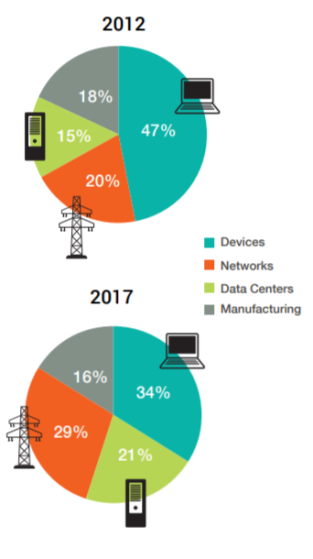 2012
18%
47%
15%
20%
Devices
Networks
Data Centers
Manufacturing
2017
16%
34%
29%
21%